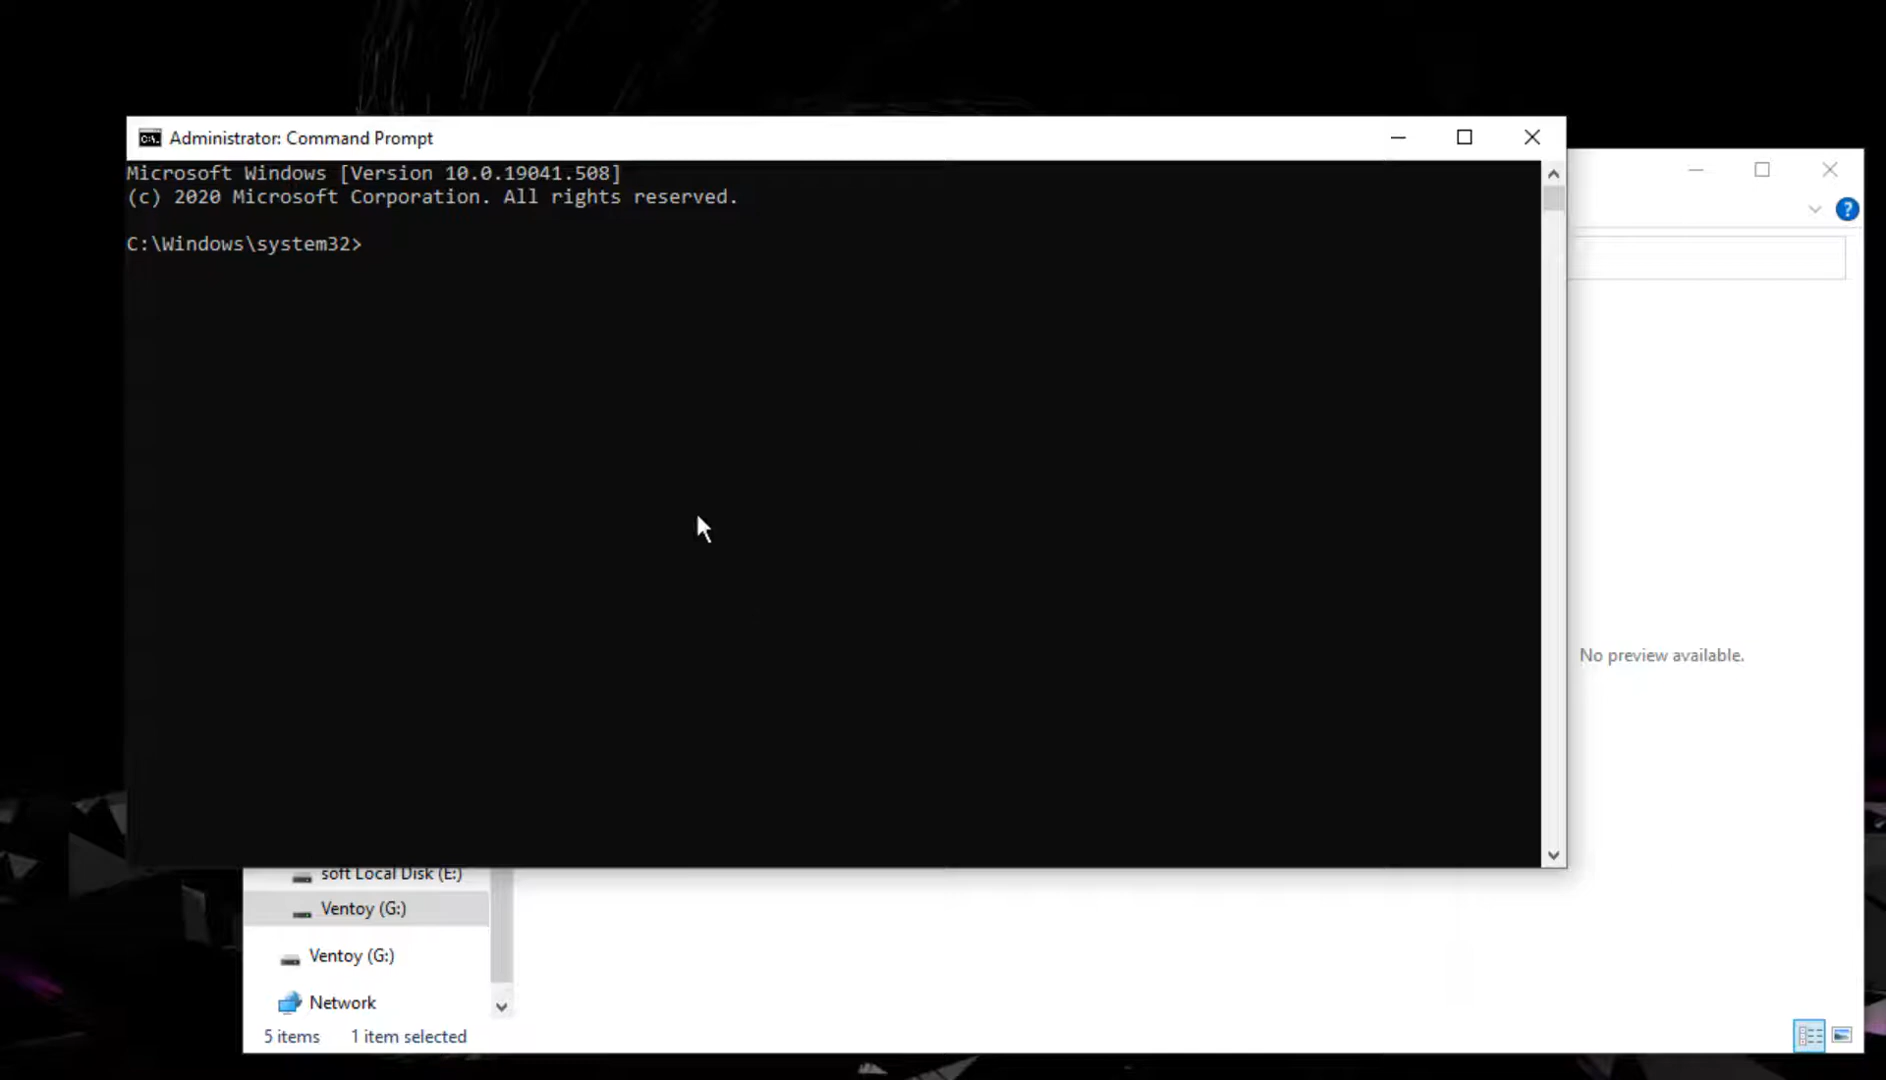 Administrator: Command Prompt
Microsoft Windows [Version 10.0.19041.508]
(c) 2020 Microsoft Corporation. All rights reserved.
C:\Windows\system32>
No preview available.
soft Local Disk (E:)
Ventoy (G:)
Ventoy (G:)
Network
5 items 1 item selected